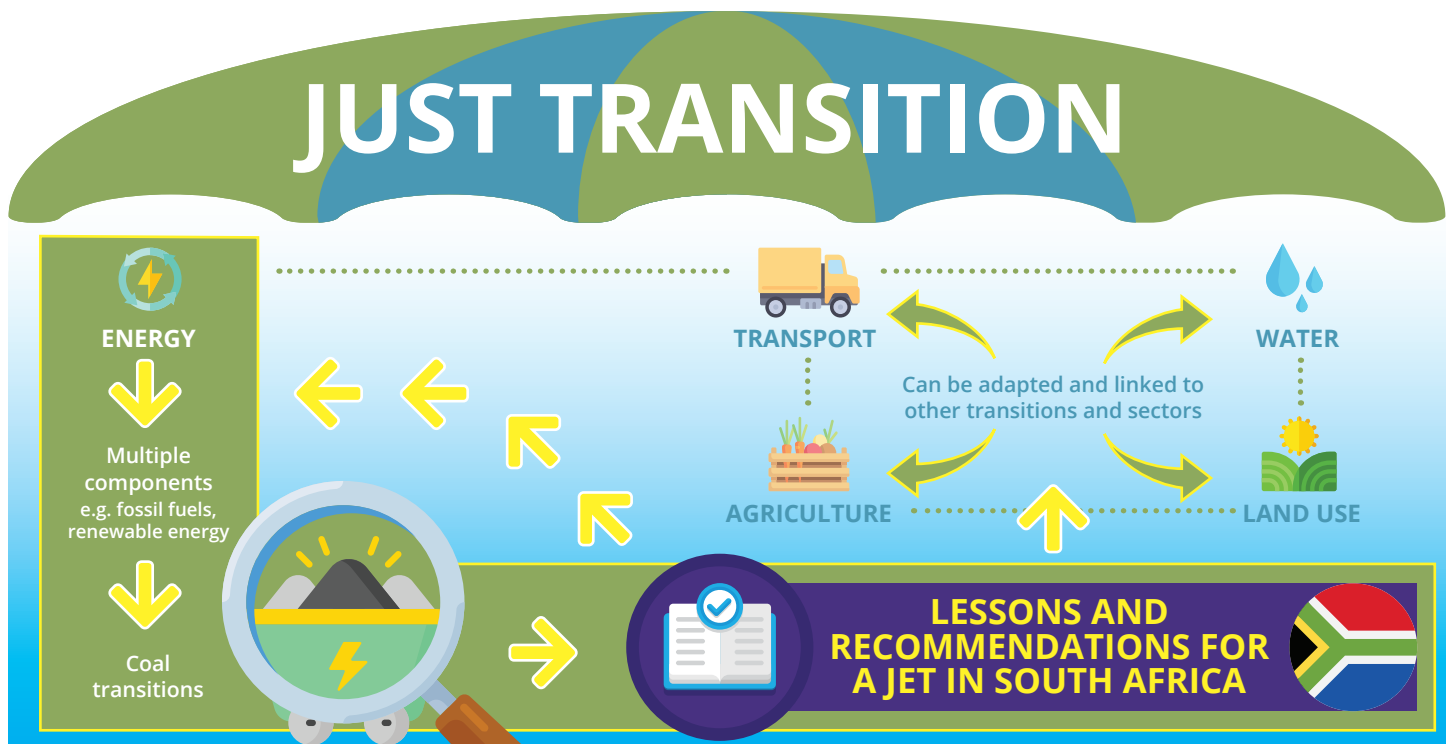 JUST TRANSITION
ENERGY
Multiple
components
e.g. fossil fuels,
renewable energy
Coal
transitions
TRANSPORT
WATER
Can be adapted and linked to
other transitions and sectors
AGRICULTURE
LAND USE
LESSONS AND
RECOMMENDATIONS FOR
A JET IN SOUTH AFRICA